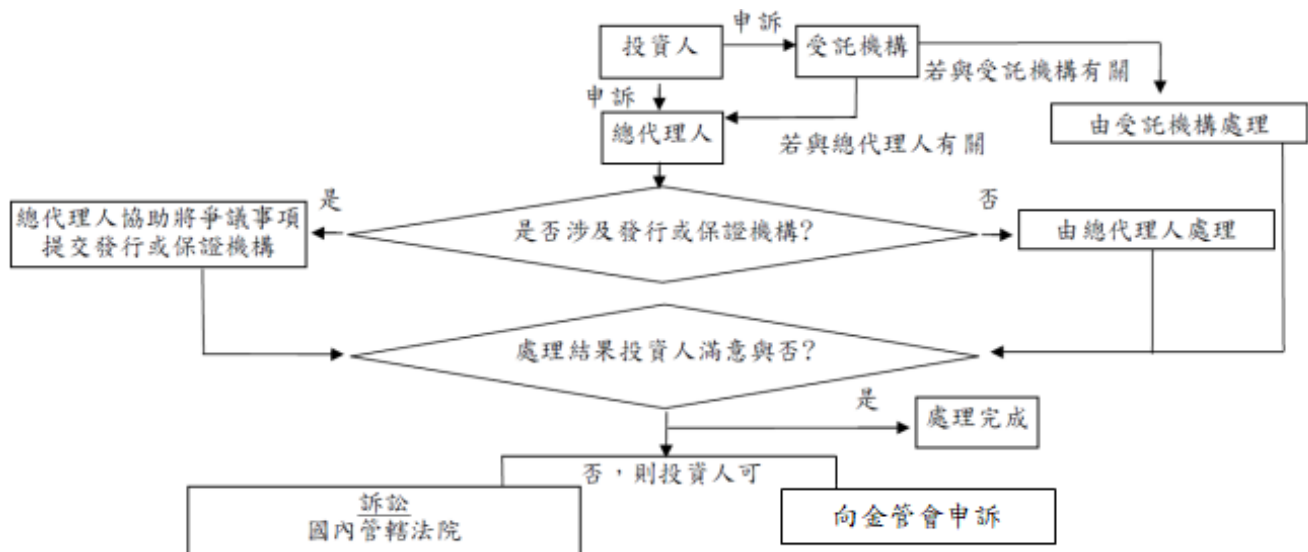 申訴
投資人
受託機構
若與受託機構有關
申訴
總代理人
若與總代理人有關
由受託機構處理
是
否
總代理人協助將爭議事項
提交發行或保證機構
是否涉及發行或保證機構?
由總代理人處理
處理結果投資人滿意與否?
是
處理完成
否,則投資人可
訴訟
國內管轄法院
向金管會申訴